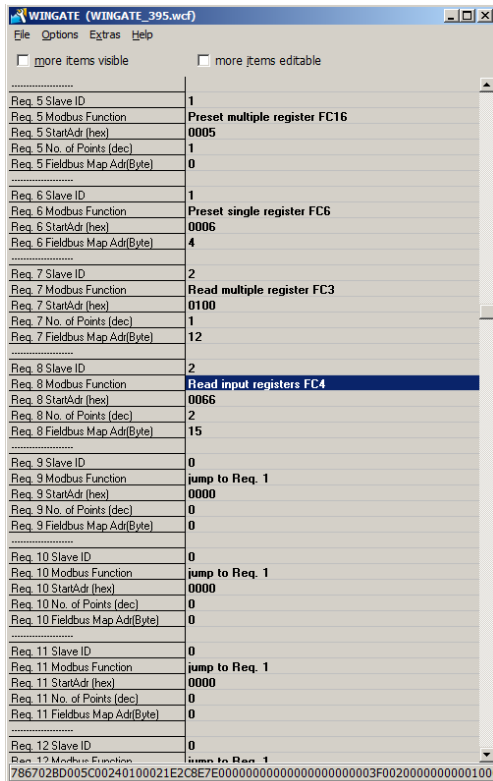 WINGATE (WINGATE_395.wcf)
File Options Extras Help
more items visible more items editable
---------------------
Req. 5 Slave ID 1
Req. 5 Modbus Function Preset multiple register FC16
Req. 5 StartAdr (hex) 0005
Req. 5 No. of Points (dec) 1
Req. 5 Fieldbus Map Adr(Byte) 0
---------------------
Req. 6 Slave ID 1
Req. 6 Modbus Function Preset single register FC6
Req. 6 StartAdr (hex) 0006
Req. 6 Fieldbus Map Adr(Byte) 4
---------------------
Req. 7 Slave ID 2
Req. 7 Modbus Function Read multiple register FC3
Req. 7 StartAdr (hex) 0100
Req. 7 No. of Points (dec) 1
Req. 7 Fieldbus Map Adr(Byte) 12
---------------------
Req. 8 Slave ID 2
Req. 8 Modbus Function Read input registers FC4
Req. 8 StartAdr (hex) 0066
Req. 8 No. of Points (dec) 2
Req. 8 Fieldbus Map Adr(Byte) 15
---------------------
Req. 9 Slave ID 0
Req. 9 Modbus Function jump to Req. 1
Req. 9 StartAdr (hex) 0000
Req. 9 No. of Points (dec) 0
Req. 9 Fieldbus Map Adr(Byte) 0
---------------------
Req. 10 Slave ID 0
Req. 10 Modbus Function jump to Req. 1
Req. 10 StartAdr (hex) 0000
Req. 10 No. of Points (dec) 0
Req. 10 Fieldbus Map Adr(Byte) 0
---------------------
Req. 11 Slave ID 0
Req. 11 Modbus Function jump to Req. 1
Req. 11 StartAdr (hex) 0000
Req. 11 No. of Points (dec) 0
Req. 11 Fieldbus Map Adr(Byte) 0
---------------------
Req. 12 Slave ID 0
Req. 12 Modbus Function jump to Req. 1
786702BD005C00240100021E2C8E7E00000000000000000000003F0020000000000100